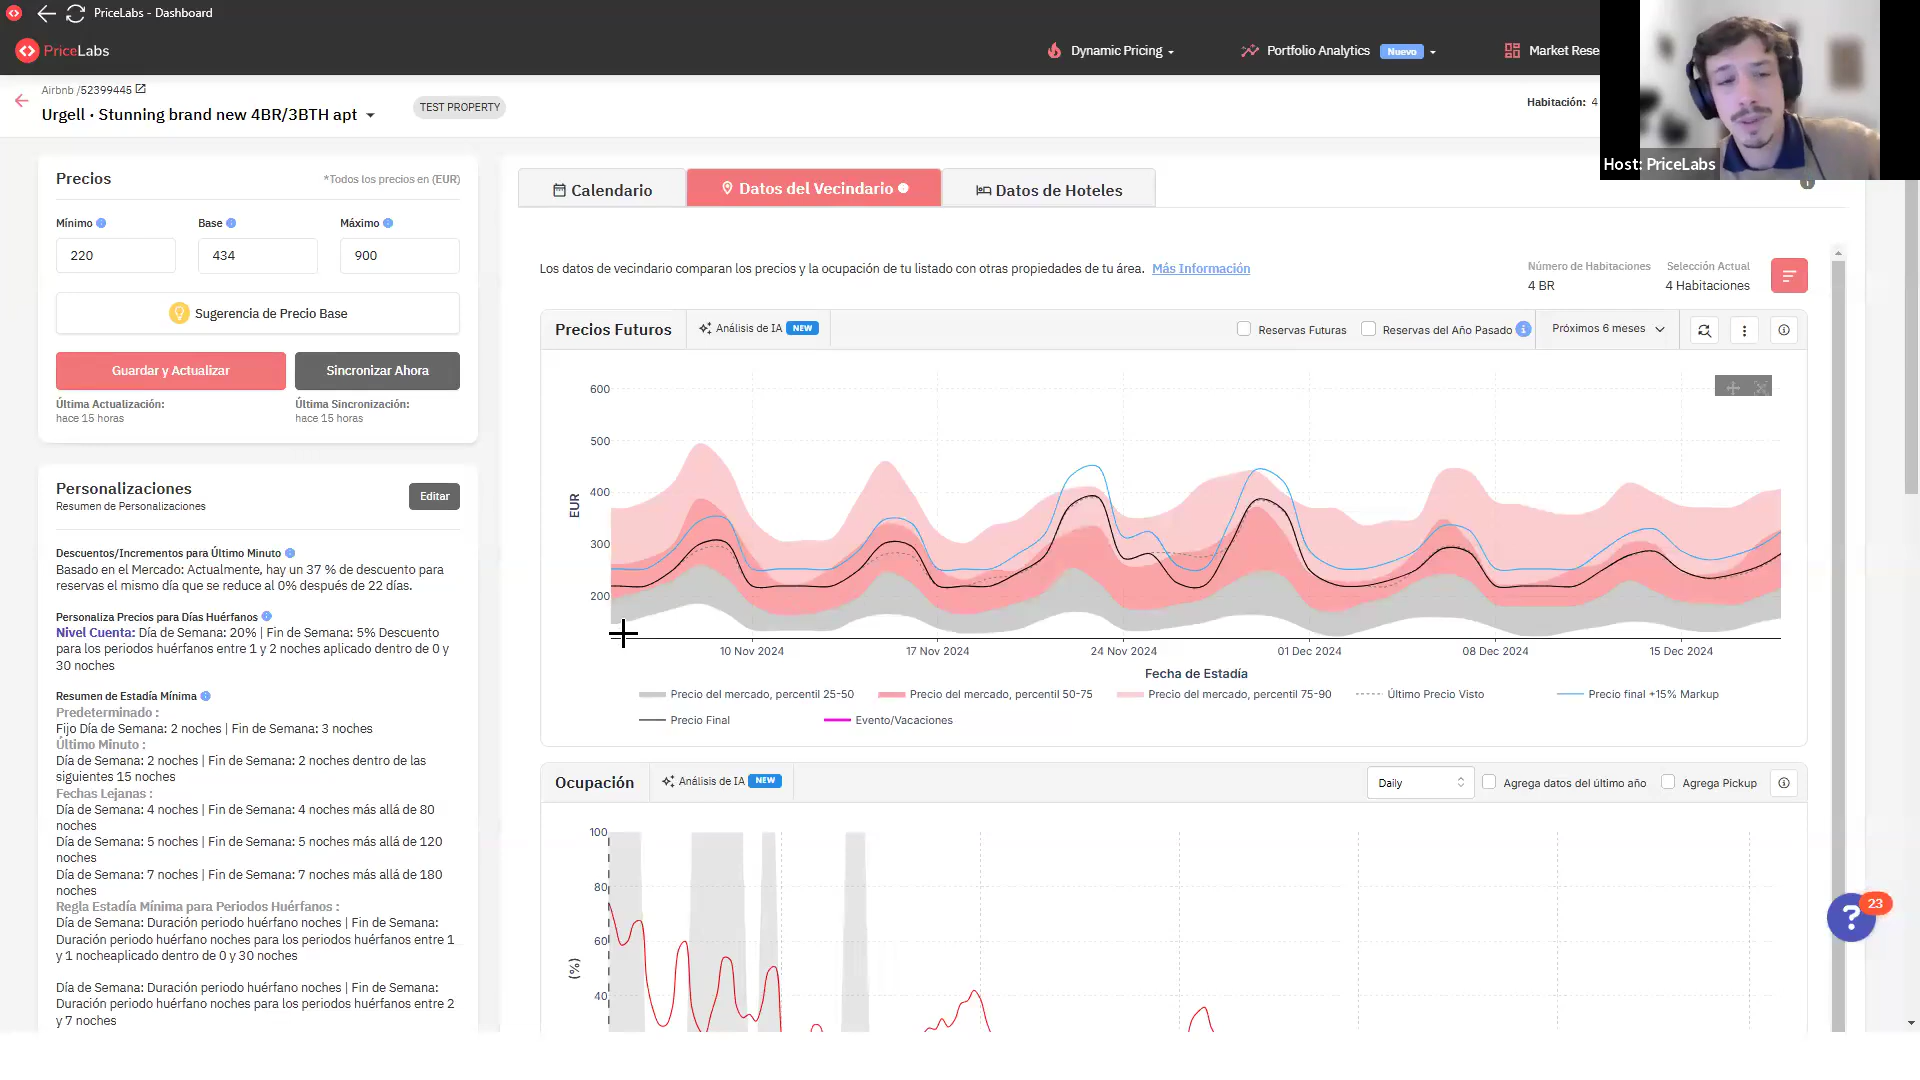 PriceLabs - Dashboard
PriceLabs
Dynamic Pricing
Portfolio Analytics
Nuevo
Market Rese
Airbnb /52399445
Urgell · Stunning brand new 4BR/3BTH apt
TEST PROPERTY
Habitación: 4
Host: PriceLabs
Precios
*Todos los precios en (EUR)
Mínimo
Base
Máximo
220
434
900
Sugerencia de Precio Base
Guardar y Actualizar
Sincronizar Ahora
Última Actualización:
hace 15 horas
Última Sincronización:
hace 15 horas
Personalizaciones
Resumen de Personalizaciones
Editar
Descuentos/Incrementos para Último Minuto
Basado en el Mercado: Actualmente, hay un 37 % de descuento para
reservas el mismo día que se reduce al 0% después de 22 días.
Personaliza Precios para Días Huérfanos
Nivel Cuenta: Día de Semana: 20% | Fin de Semana: 5% Descuento
para los periodos huérfanos entre 1 y 2 noches aplicado dentro de 0 y
30 noches
Resumen de Estadía Mínima
Predeterminado :
Fijo Día de Semana: 2 noches | Fin de Semana: 3 noches
Último Minuto :
Día de Semana: 2 noches | Fin de Semana: 2 noches dentro de las
siguientes 15 noches
Fechas Lejanas :
Día de Semana: 4 noches | Fin de Semana: 4 noches más allá de 80
noches
Día de Semana: 5 noches | Fin de Semana: 5 noches más allá de 120
noches
Día de Semana: 7 noches | Fin de Semana: 7 noches más allá de 180
noches
Regla Estadía Mínima para Periodos Huérfanos :
Día de Semana: Duración periodo huérfano noches | Fin de Semana:
Duración periodo huérfano noches para los periodos huérfanos entre 1
y 1 nocheaplicado dentro de 0 y 30 noches
Día de Semana: Duración periodo huérfano noches | Fin de Semana:
Duración periodo huérfano noches para los periodos huérfanos entre 2
y 7 noches
Calendario
Datos del Vecindario
Datos de Hoteles
Los datos de vecindario comparan los precios y la ocupación de tu listado con otras propiedades de tu área. Más Información
Número de Habitaciones
4 BR
Selección Actual
4 Habitaciones
Precios Futuros
Análisis de IA NEW
Reservas Futuras
Reservas del Año Pasado
Próximos 6 meses
600
500
400
300
200
EUR
10 Nov 2024
17 Nov 2024
24 Nov 2024
01 Dec 2024
08 Dec 2024
15 Dec 2024
Fecha de Estadía
Precio del mercado, percentil 25-50
Precio del mercado, percentil 50-75
Precio del mercado, percentil 75-90
Último Precio Visto
Precio final +15% Markup
Precio Final
Evento/Vacaciones
Ocupación
Análisis de IA NEW
Daily
Agrega datos del último año
Agrega Pickup
100
80
60
40
(%)
? 23